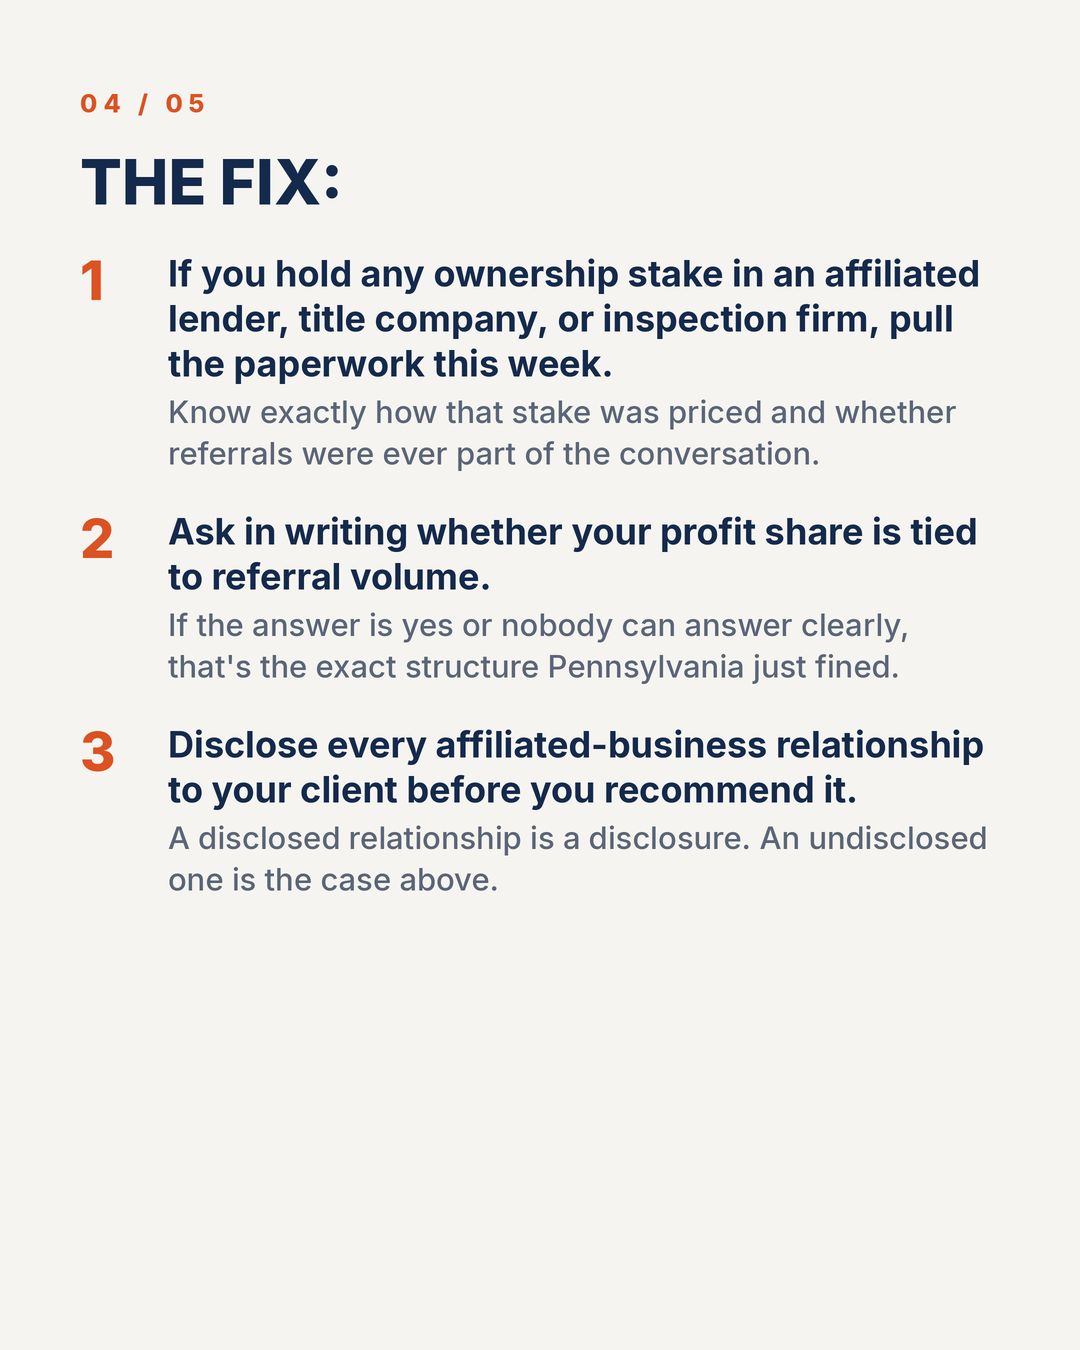 04 / 05
THE FIX:
1
If you hold any ownership stake in an affiliated
lender, title company, or inspection firm, pull
the paperwork this week.
Know exactly how that stake was priced and whether
referrals were ever part of the conversation.
2
Ask in writing whether your profit share is tied
to referral volume.
If the answer is yes or nobody can answer clearly,
that's the exact structure Pennsylvania just fined.
3
Disclose every affiliated-business relationship
to your client before you recommend it.
A disclosed relationship is a disclosure. An undisclosed
one is the case above.